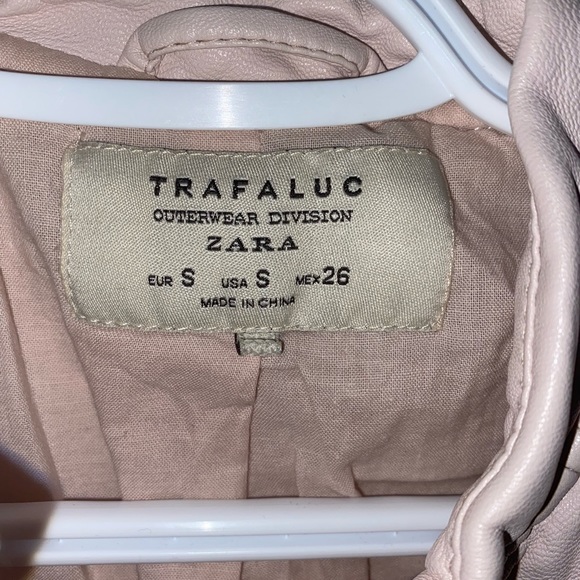 TRAFALUC
OUTERWEAR DIVISION
ZARA
EUR S USA S MEX 26
MADE IN CHINA